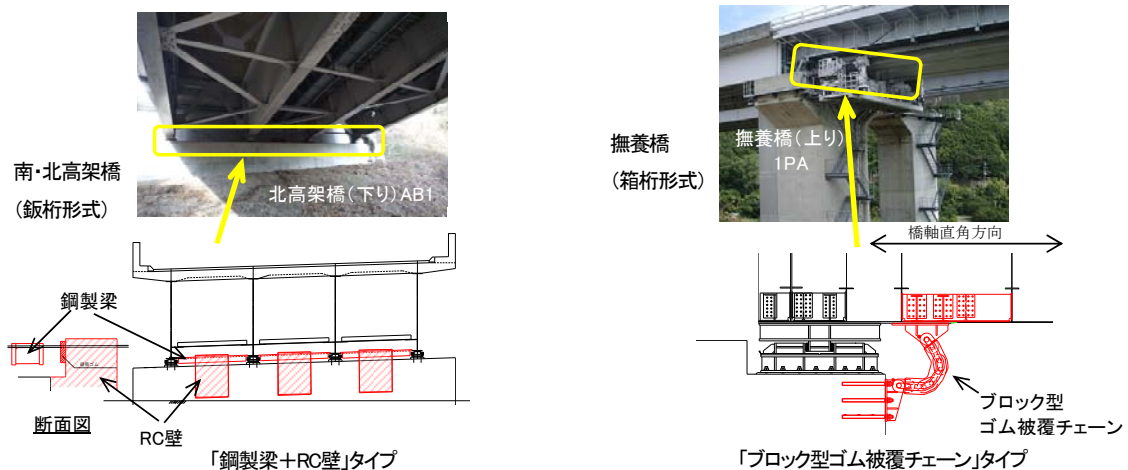 南・北高架橋
(鈑桁形式)
北高架橋(下り)AB1
鋼製梁
断面図
RC壁
「鋼製梁+RC壁」タイプ
撫養橋
(箱桁形式)
撫養橋(上り)
1PA
橋軸直角方向
ブロック型
ゴム被覆チェーン
「ブロック型ゴム被覆チェーン」タイプ